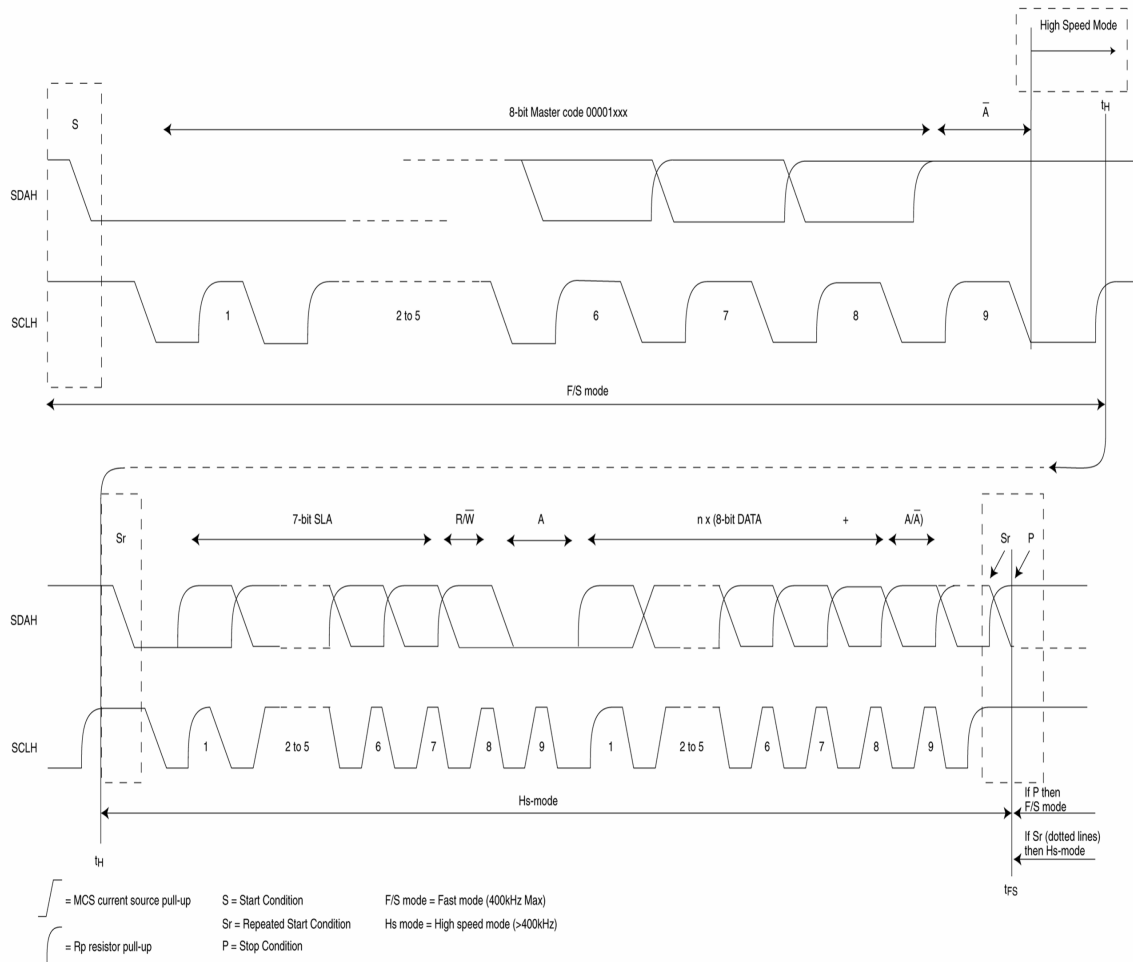 High Speed Mode
S
8-bit Master code 00001xxx
A̅
tH
SDAH
SCLH
1
2 to 5
6
7
8
9
F/S mode
Sr
7-bit SLA
R/W̅
A
n x (8-bit DATA
+
A/A̅)
Sr
P
SDAH
SCLH
1
2 to 5
6
7
8
9
1
2 to 5
6
7
8
9
Hs-mode
If P then
F/S mode
If Sr (dotted lines)
then Hs-mode
tH
tFS
= MCS current source pull-up
S = Start Condition
F/S mode = Fast mode (400kHz Max)
Sr = Repeated Start Condition
Hs mode = High speed mode (>400kHz)
= Rp resistor pull-up
P = Stop Condition